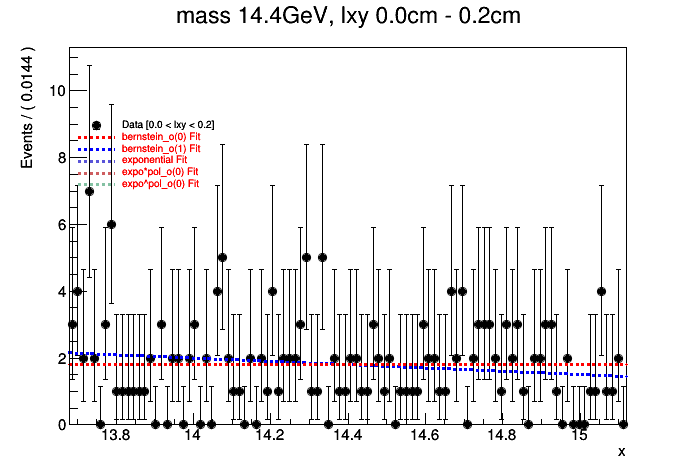 mass 14.4GeV, lxy 0.0cm - 0.2cm
Events / ( 0.0144 )
10
8
6
4
2
0
Data [0.0 < lxy < 0.2]
bernstein_o(0) Fit
bernstein_o(1) Fit
exponential Fit
expo*pol_o(0) Fit
expo^pol_o(0) Fit
13.8 14 14.2 14.4 14.6 14.8 15
x